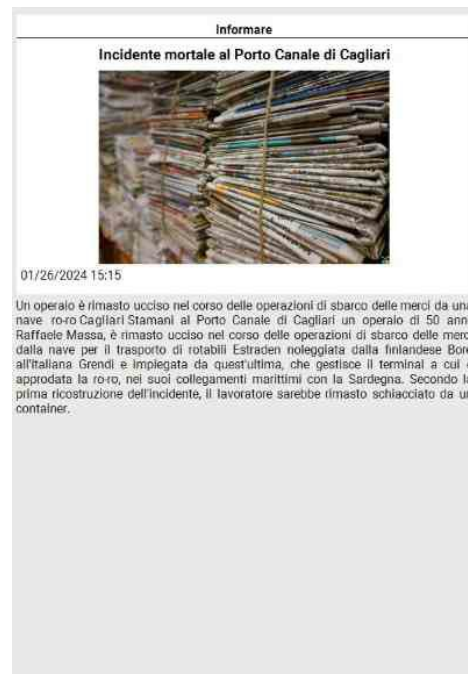 Informare
Incidente mortale al Porto Canale di Cagliari
01/26/2024 15:15
Un operaio è rimasto ucciso nel corso delle operazioni di sbarco delle merci da una
nave ro-ro Cagliari Stamani al Porto Canale di Cagliari un operaio di 50 anni
Raffaele Massa, è rimasto ucciso nel corso delle operazioni di sbarco delle merci
dalla nave per il trasporto di rotabili Estraden noleggiata dalla finlandese Bore
all'italiana Grendi e impiegata da quest'ultima, che gestisce il terminal a cui
approdata la ro-ro, nei suoi collegamenti marittimi con la Sardegna. Secondo la
prima ricostruzione dell'incidente, il lavoratore sarebbe rimasto schiacciato da un
container.